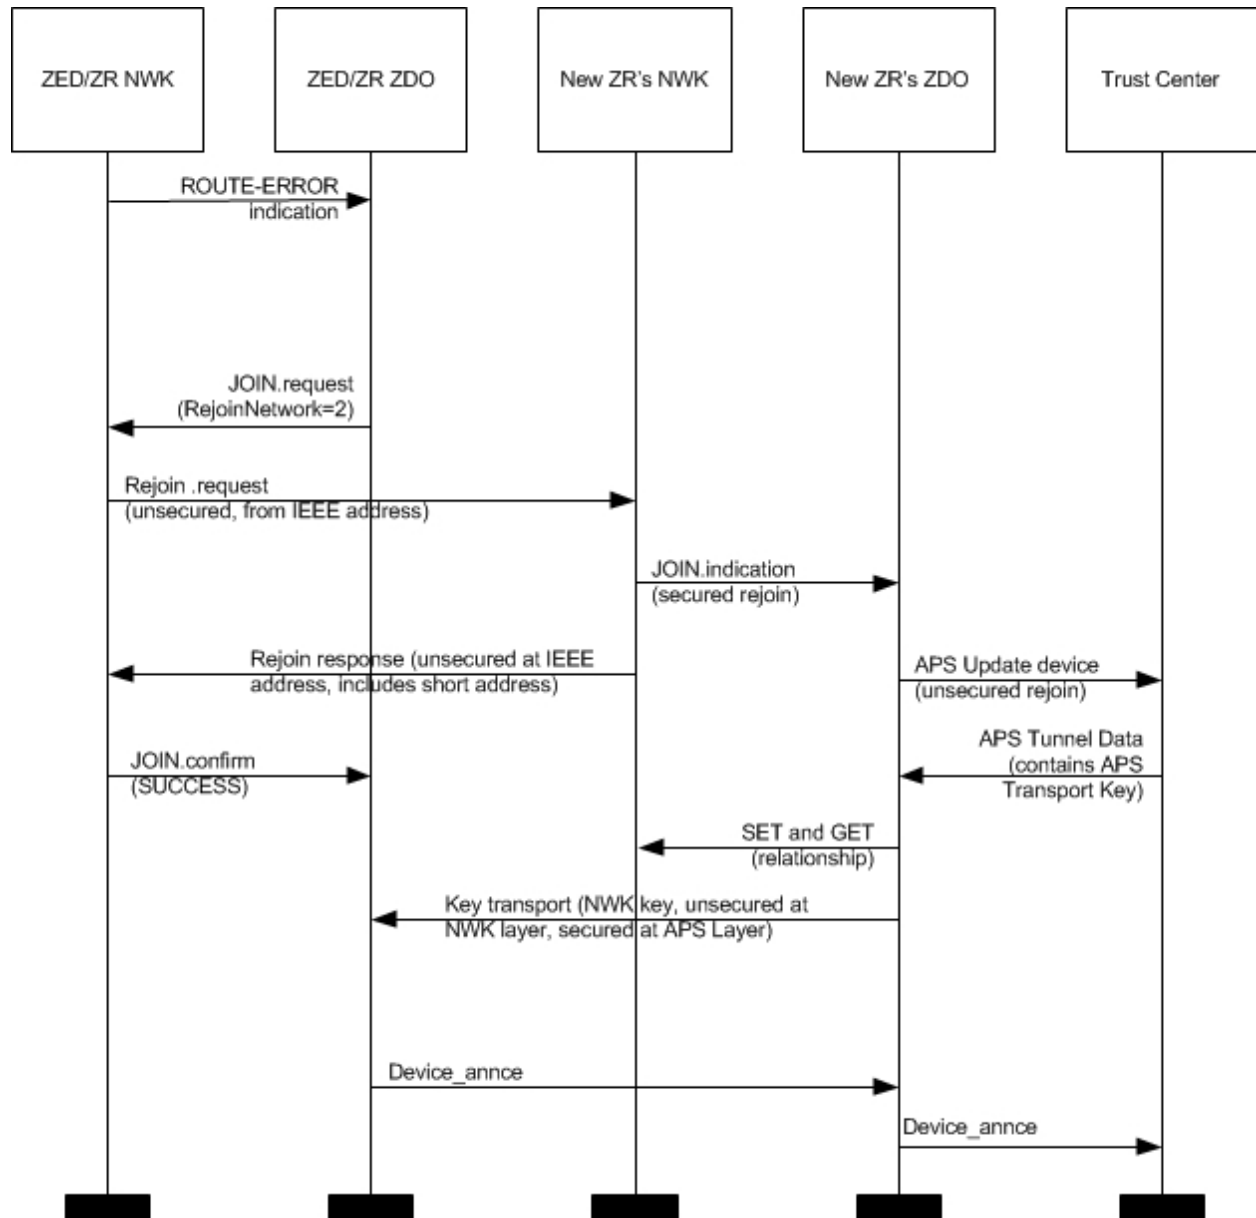 ZED/ZR NWK
ZED/ZR ZDO
New ZR's NWK
New ZR's ZDO
Trust Center
ROUTE-ERROR
indication
JOIN.request
(RejoinNetwork=2)
Rejoin .request
(unsecured, from IEEE address)
JOIN.indication
(secured rejoin)
Rejoin response (unsecured at IEEE
address, includes short address)
APS Update device
(unsecured rejoin)
APS Tunnel Data
(contains APS
Transport Key)
JOIN.confirm
(SUCCESS)
SET and GET
(relationship)
Key transport (NWK key, unsecured at
NWK layer, secured at APS Layer)
Device_annce
Device_annce